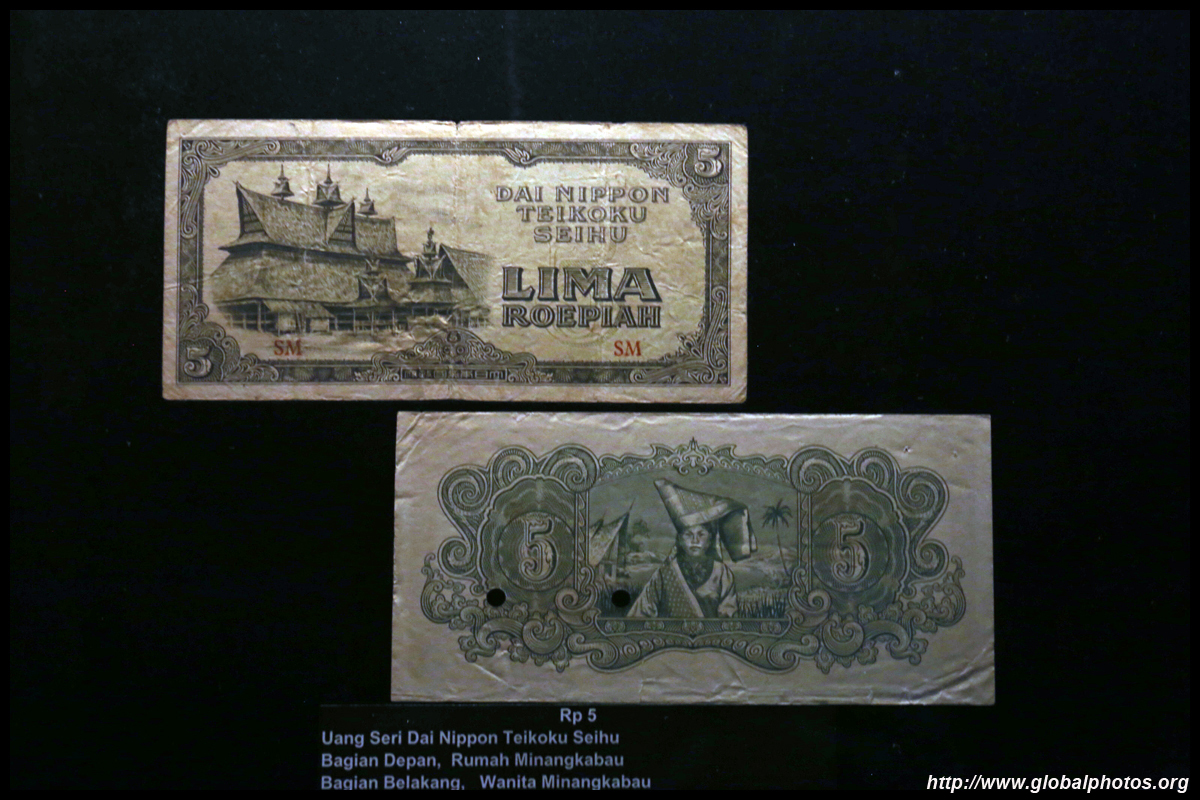 5
DAI NIPPON
TEIKOKU
SEIHU
LIMA
ROEPIAH
SM SM
5
5 5
Rp 5
Uang Seri Dai Nippon Teikoku Seihu
Bagian Depan, Rumah Minangkabau
Bagian Belakang, Wanita Minangkabau
http://www.globalphotos.org